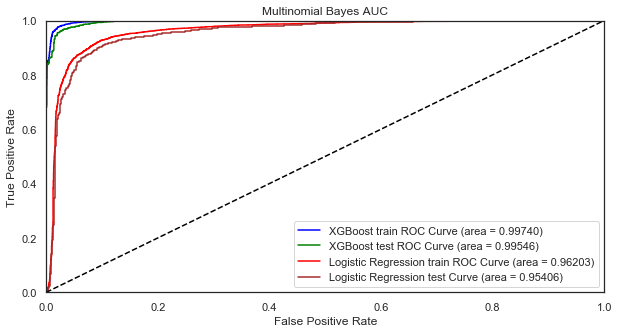 Multinomial Bayes AUC
1.0
0.8
0.6
0.4
0.2
0.0
True Positive Rate
XGBoost train ROC Curve (area = 0.99740)
XGBoost test ROC Curve (area = 0.99546)
Logistic Regression train ROC Curve (area = 0.96203)
Logistic Regression test Curve (area = 0.95406)
0.0 0.2 0.4 0.6 0.8 1.0
False Positive Rate